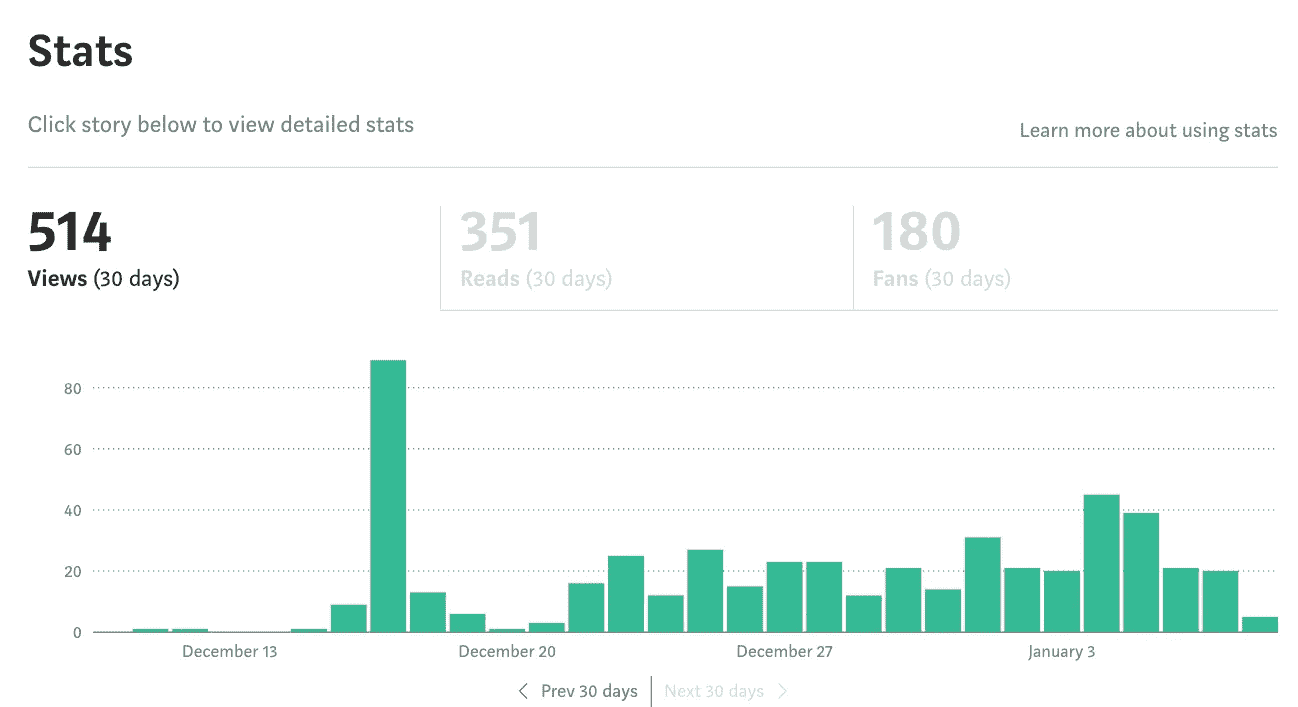 Stats
Click story below to view detailed stats
Learn more about using stats
514
Views (30 days)
351
Reads (30 days)
180
Fans (30 days)
80
60
40
20
0
December 13
December 20
December 27
January 3
Prev 30 days
Next 30 days